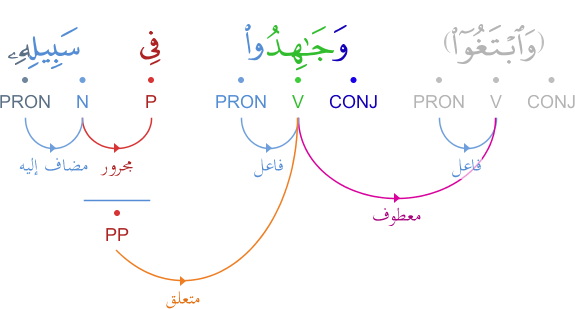 (وَٱبْتَغُوٓا۟) وَجَـٰهِدُوا۟ فِى سَبِيلِهِۦ
CONJ V PRON CONJ V PRON P N PRON
فاعل فاعل مجرور مضاف إليه
معطوف
PP
متعلق